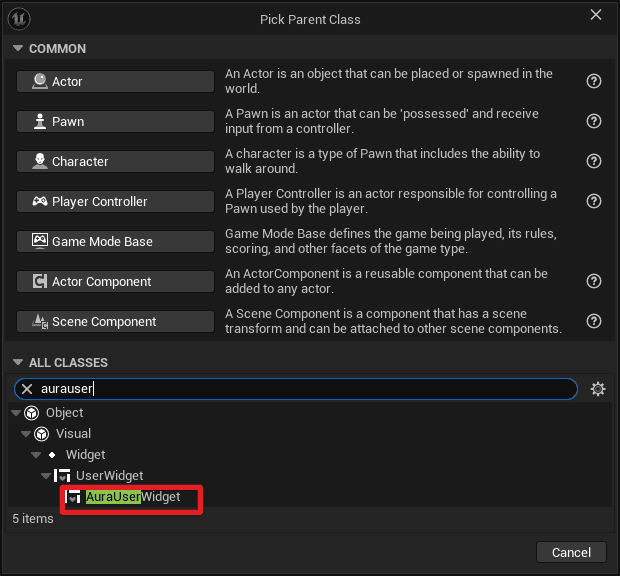 Pick Parent Class
COMMON
Actor
An Actor is an object that can be placed or spawned in the
world.
Pawn
A Pawn is an actor that can be 'possessed' and receive
input from a controller.
Character
A character is a type of Pawn that includes the ability to
walk around.
Player Controller
A Player Controller is an actor responsible for controlling a
Pawn used by the player.
Game Mode Base
Game Mode Base defines the game being played, its rules,
scoring, and other facets of the game type.
Actor Component
An ActorComponent is a reusable component that can be
added to any actor.
Scene Component
A Scene Component is a component that has a scene
transform and can be attached to other scene components.
ALL CLASSES
aurauser
Object
Visual
Widget
UserWidget
AuraUserWidget
5 items
Cancel